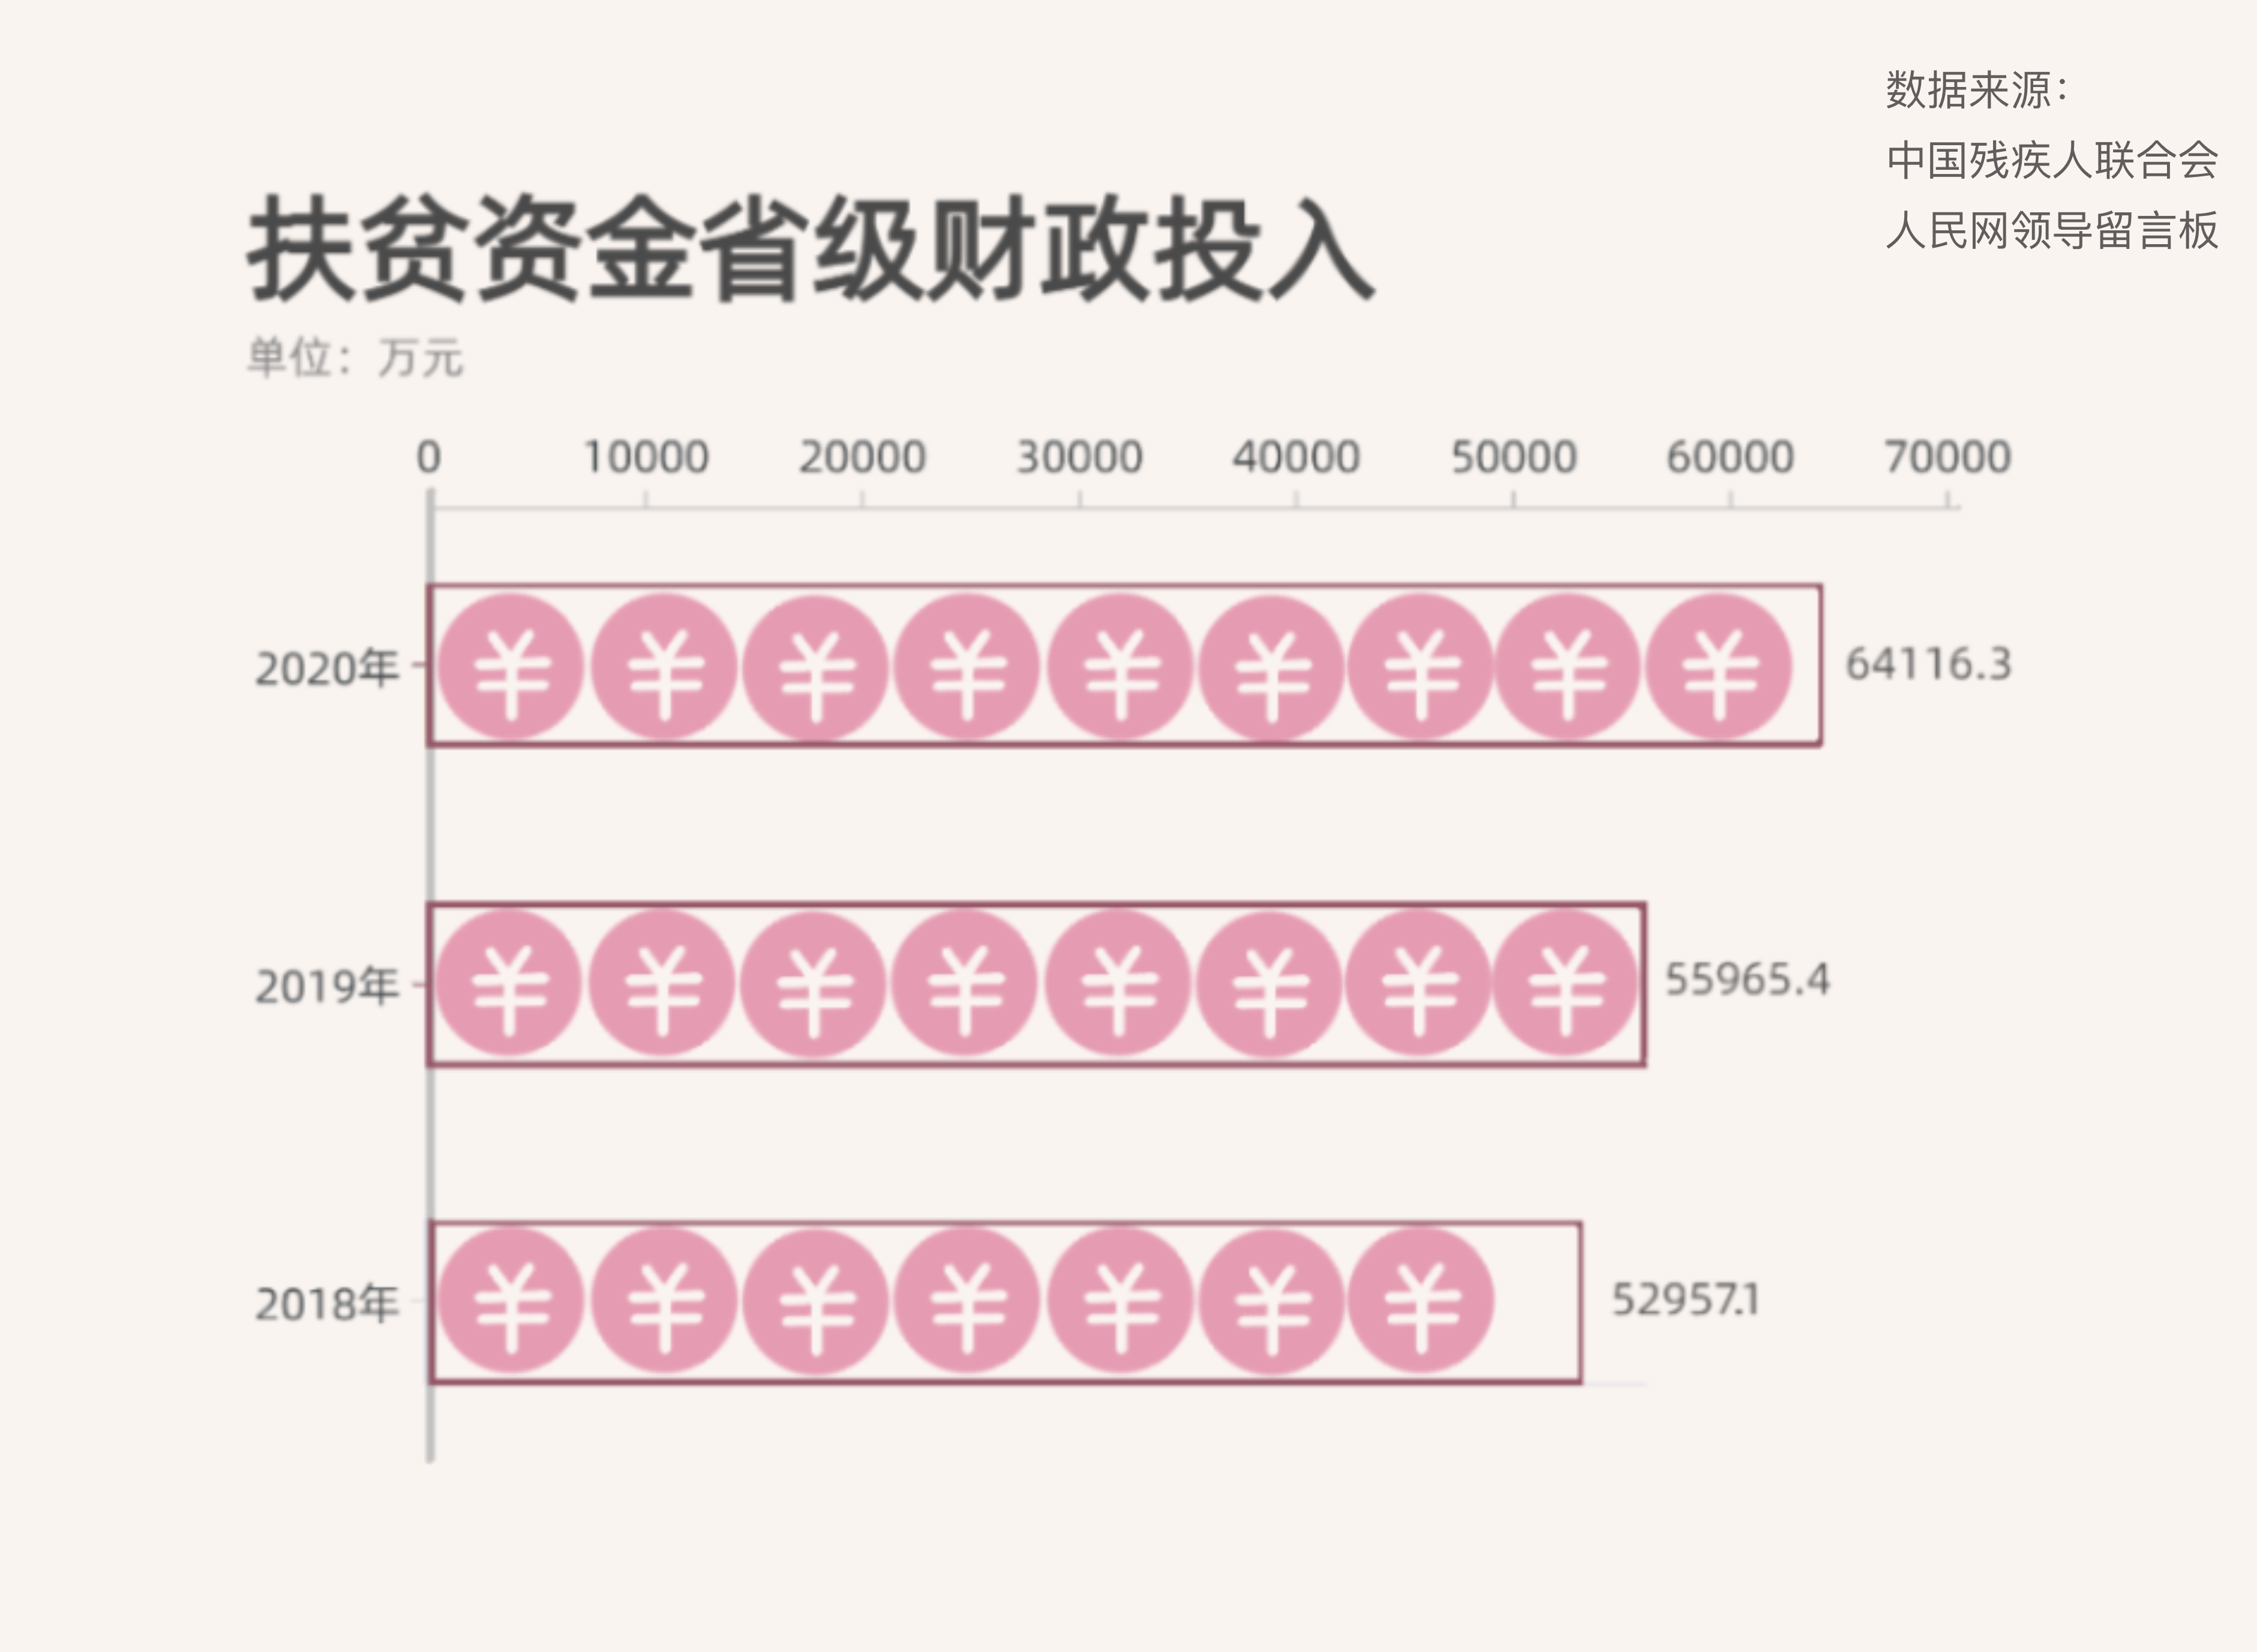 数据来源：
中国残疾人联合会
人民网领导留言板
扶贫资金省级财政投入
单位：万元
0 10000 20000 30000 40000 50000 60000 70000
2020年 ¥ ¥ ¥ ¥ ¥ ¥ ¥ ¥ ¥ 64116.3
2019年 ¥ ¥ ¥ ¥ ¥ ¥ ¥ ¥ 55965.4
2018年 ¥ ¥ ¥ ¥ ¥ ¥ ¥ 52957.1